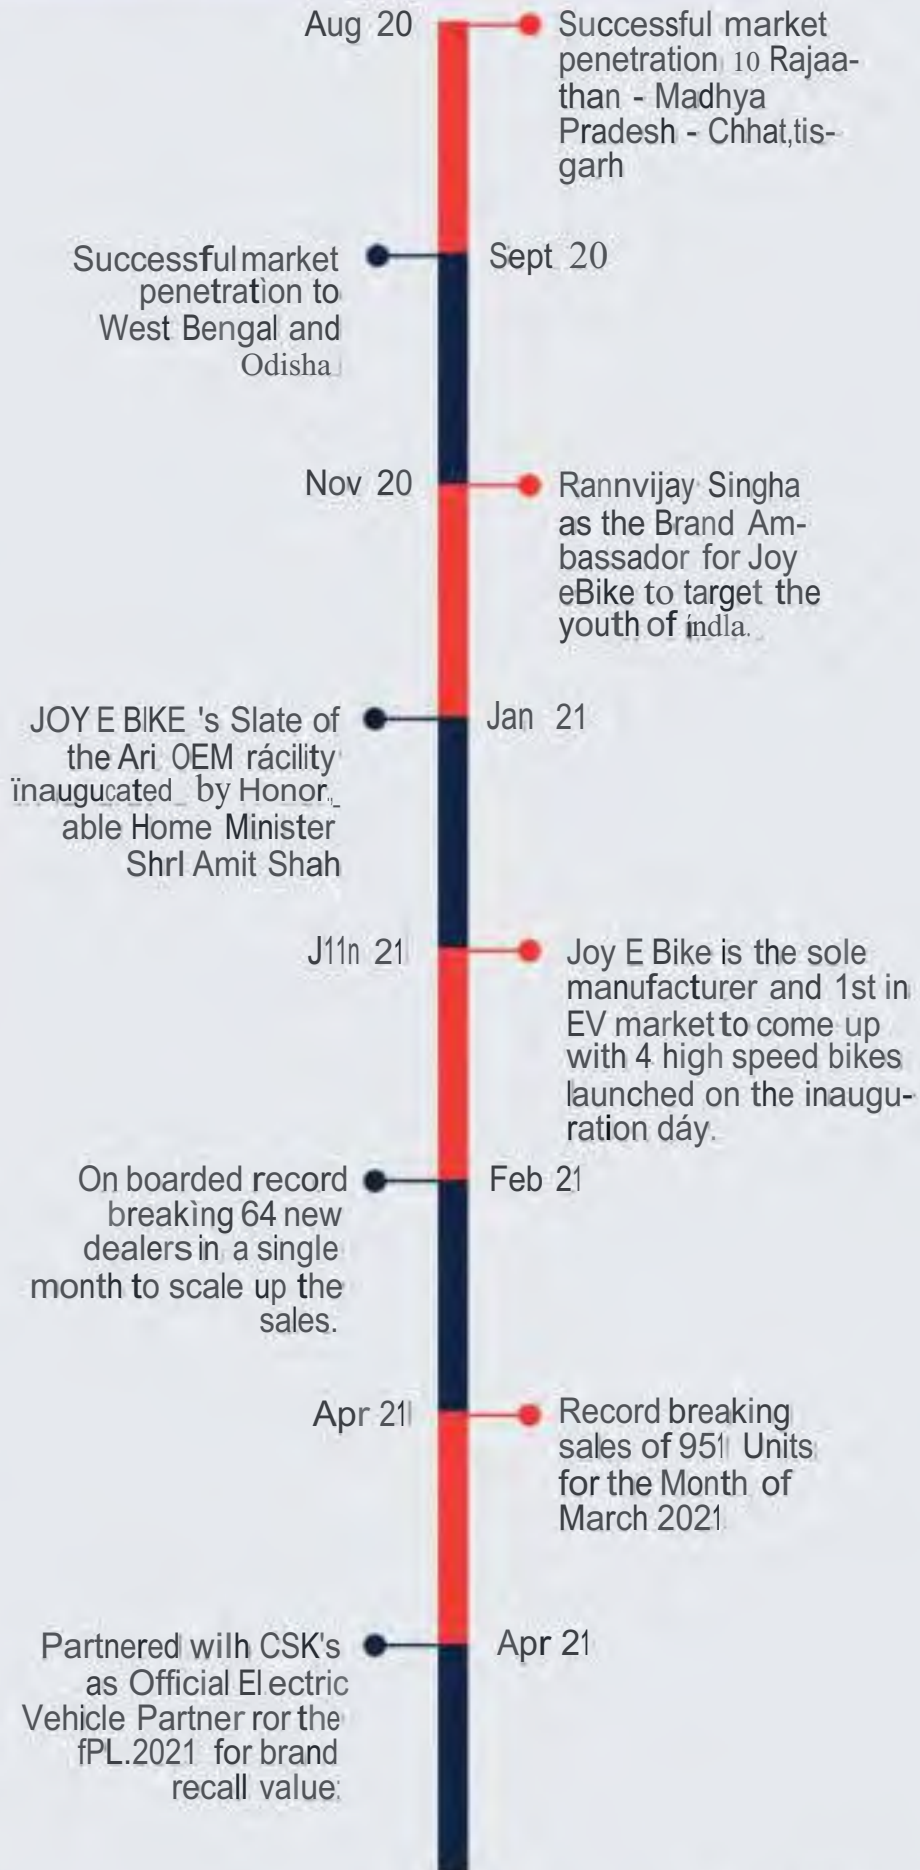 Aug 20
Successful market
penetration 10 Rajaa-
than - Madhya
Pradesh - Chhat,tis-
garh
Sept 20
Successful market
penetratìon to
West Bengal and
Odisha
Nov 20
Rannvijay Singha
as the Brand Am-
bassador for Joy
eBike to target the
youth of índla.
Jan 21
JOY E BIKE 's Slate of
the Ari OEM rácility
ïnaugucated by Honor.,_
able Home Minister
Shrl Amit Shah
J11n 21
Joy E Bike is the sole
manufacturer and 1st in
EV market to come up
with 4 high speed bikes
launched on the inaugu-
ration dáy.
Feb 21
On boarded record
breakìng 64 new
dealers in a single
month to scale up the
sales.
Apr 21
Record breaking
sales of 951 Units
for the Month of
March 2021
Apr 21
Partnered wilh CSK's
as Official Electric
Vehicle Partner ror the
fPL.2021 for brand
recall value: